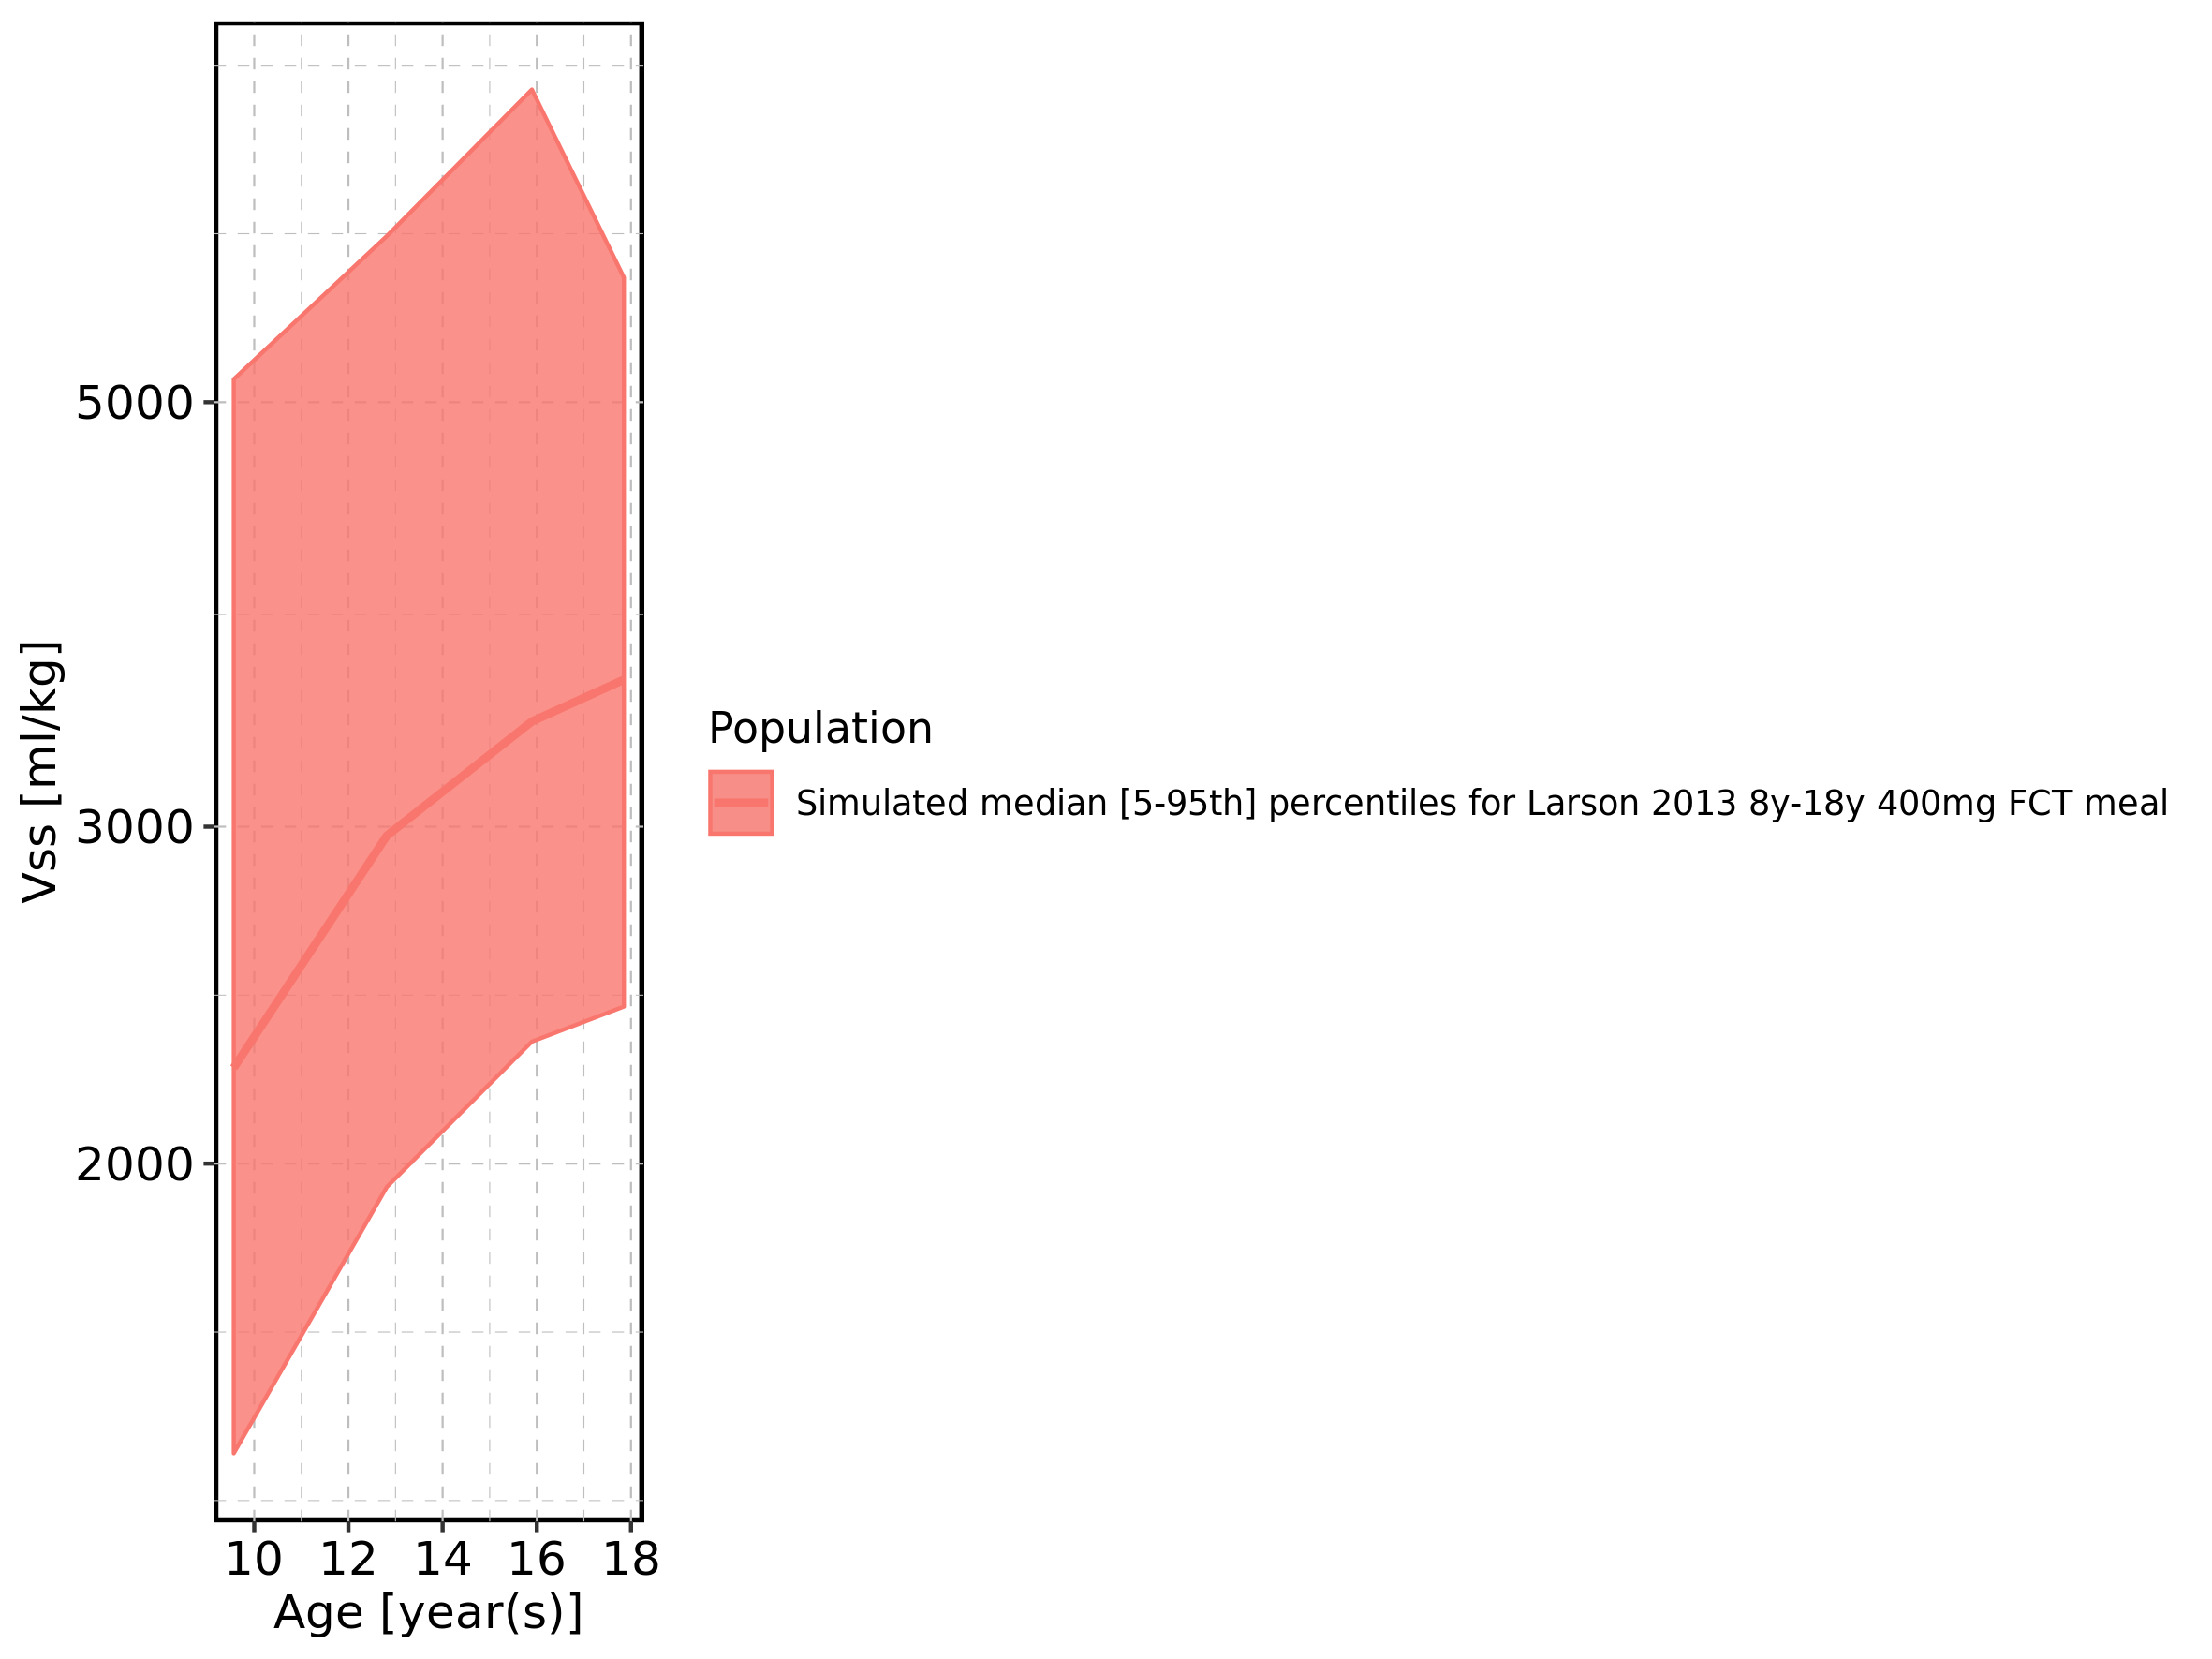 Vss [ml/kg]
5000
3000
2000
10 12 14 16 18
Age [year(s)]
Population
Simulated median [5-95th] percentiles for Larson 2013 8y-18y 400mg FCT meal